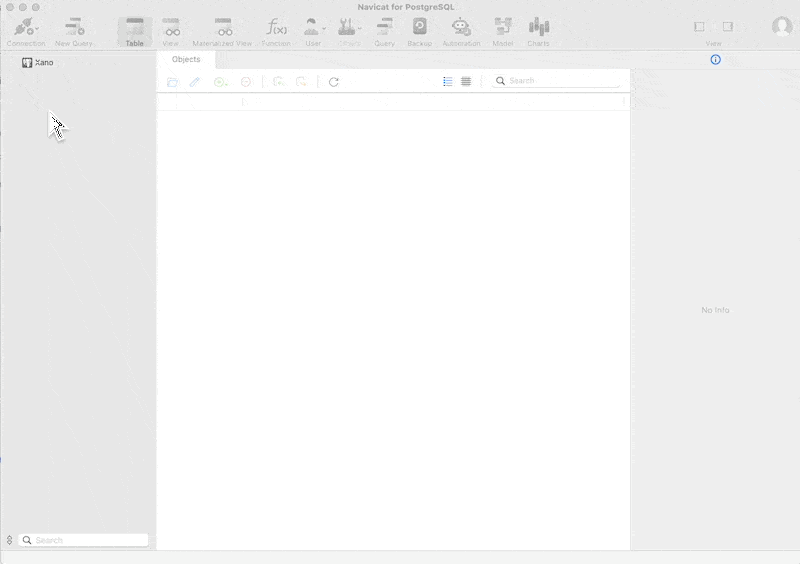 Navicat for PostgreSQL
Connection New Query Table View Materialized View Function User Query Backup Automation Model Charts View
Xano
Objects
Search
No Info
Search